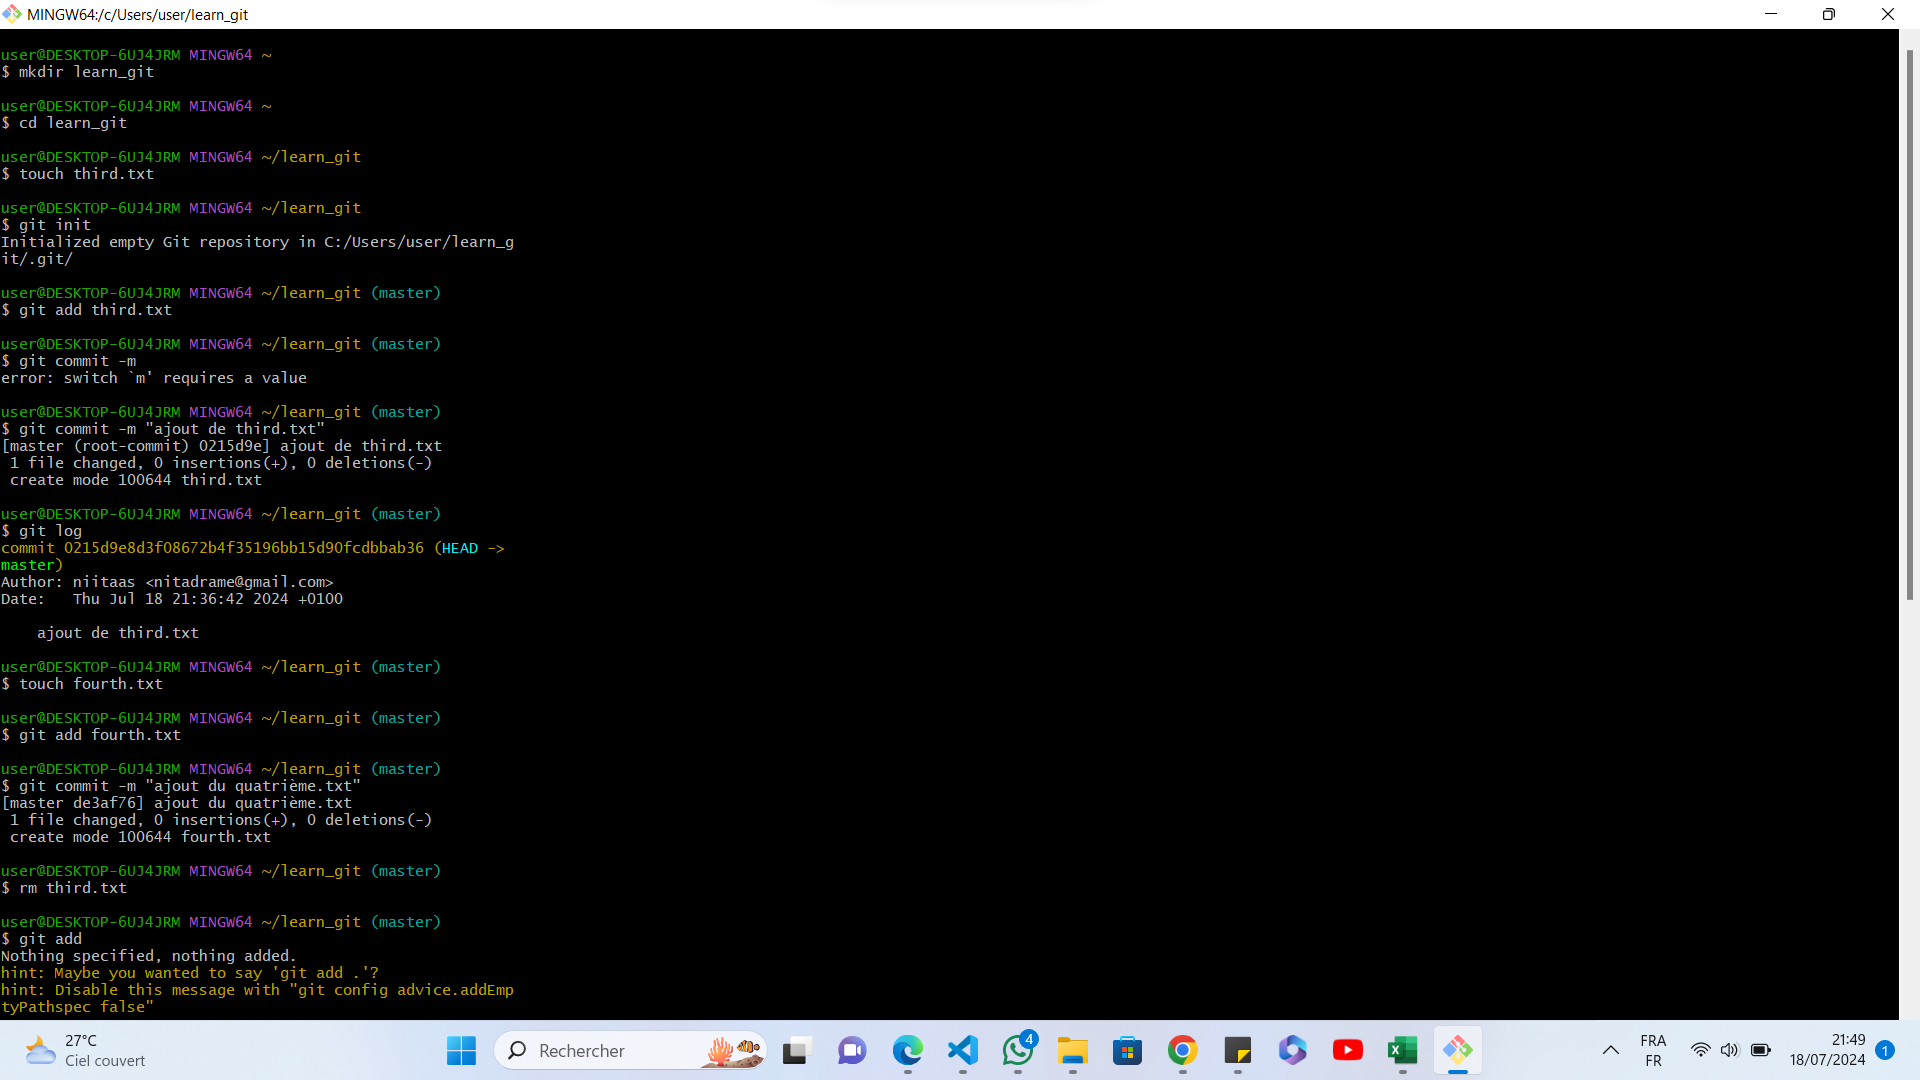 MINGW64:/c/Users/user/learn_git
user@DESKTOP-6UJ4JRM MINGW64 ~
$ mkdir learn_git
user@DESKTOP-6UJ4JRM MINGW64 ~
$ cd learn_git
user@DESKTOP-6UJ4JRM MINGW64 ~/learn_git
$ touch third.txt
user@DESKTOP-6UJ4JRM MINGW64 ~/learn_git
$ git init
Initialized empty Git repository in C:/Users/user/learn_g
it/.git/
user@DESKTOP-6UJ4JRM MINGW64 ~/learn_git (master)
$ git add third.txt
user@DESKTOP-6UJ4JRM MINGW64 ~/learn_git (master)
$ git commit -m
error: switch `m' requires a value
user@DESKTOP-6UJ4JRM MINGW64 ~/learn_git (master)
$ git commit -m "ajout de third.txt"
[master (root-commit) 0215d9e] ajout de third.txt
 1 file changed, 0 insertions(+), 0 deletions(-)
 create mode 100644 third.txt
user@DESKTOP-6UJ4JRM MINGW64 ~/learn_git (master)
$ git log
commit 0215d9e8d3f08672b4f35196bb15d90fcdbbab36 (HEAD ->
master)
Author: niitaas <nitadrame@gmail.com>
Date:   Thu Jul 18 21:36:42 2024 +0100
    ajout de third.txt
user@DESKTOP-6UJ4JRM MINGW64 ~/learn_git (master)
$ touch fourth.txt
user@DESKTOP-6UJ4JRM MINGW64 ~/learn_git (master)
$ git add fourth.txt
user@DESKTOP-6UJ4JRM MINGW64 ~/learn_git (master)
$ git commit -m "ajout du quatrième.txt"
[master de3af76] ajout du quatrième.txt
 1 file changed, 0 insertions(+), 0 deletions(-)
 create mode 100644 fourth.txt
user@DESKTOP-6UJ4JRM MINGW64 ~/learn_git (master)
$ rm third.txt
user@DESKTOP-6UJ4JRM MINGW64 ~/learn_git (master)
$ git add
Nothing specified, nothing added.
hint: Maybe you wanted to say 'git add .'?
hint: Disable this message with "git config advice.addEmp
tyPathspec false"
27°C
Ciel couvert
Rechercher
4
FRA
FR
21:49
18/07/2024
1